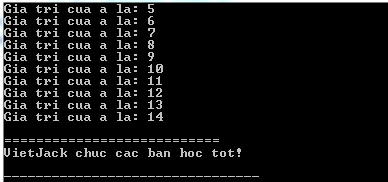 Gia tri cua a la: 5
Gia tri cua a la: 6
Gia tri cua a la: 7
Gia tri cua a la: 8
Gia tri cua a la: 9
Gia tri cua a la: 10
Gia tri cua a la: 11
Gia tri cua a la: 12
Gia tri cua a la: 13
Gia tri cua a la: 14
===========================
VietJack chuc cac ban hoc tot!
--------------------------------